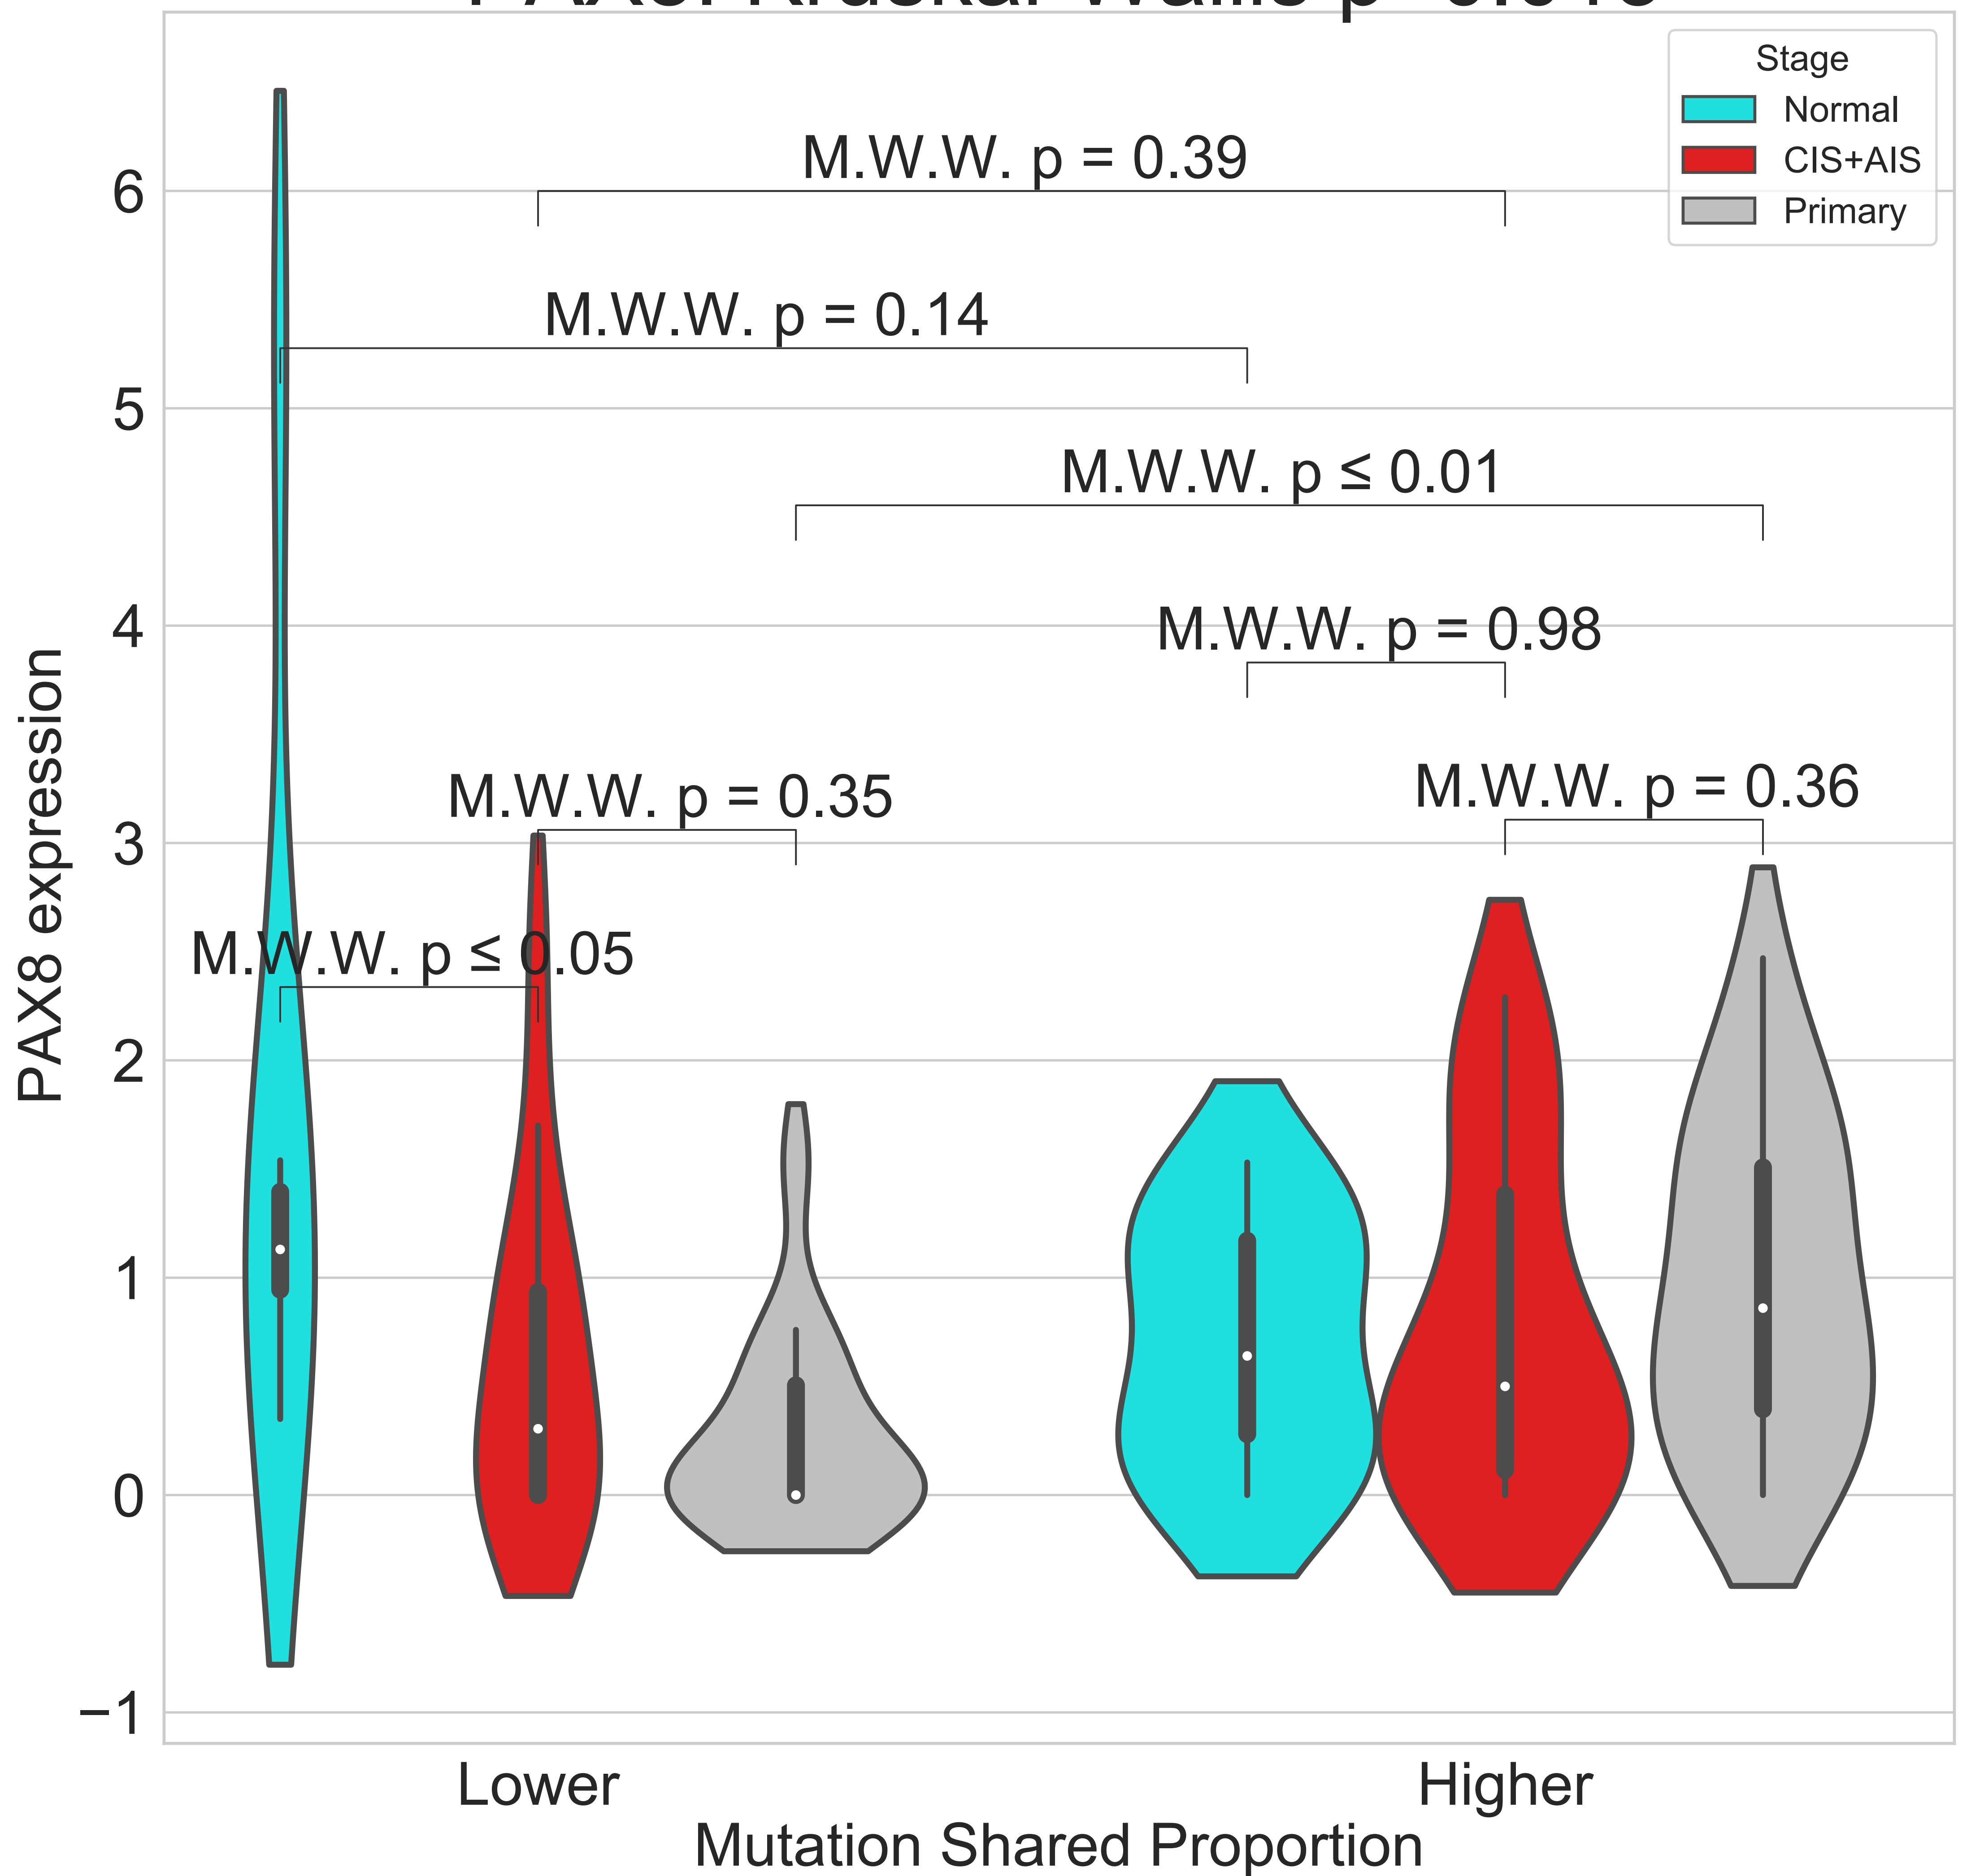 Stage
Normal
CIS+AIS
Primary
M.W.W. p = 0.39
M.W.W. p = 0.14
M.W.W. p ≤ 0.01
M.W.W. p = 0.98
M.W.W. p = 0.35
M.W.W. p = 0.36
M.W.W. p ≤ 0.05
PAX8 expression
6
5
4
3
2
1
0
−1
Lower
Higher
Mutation Shared Proportion